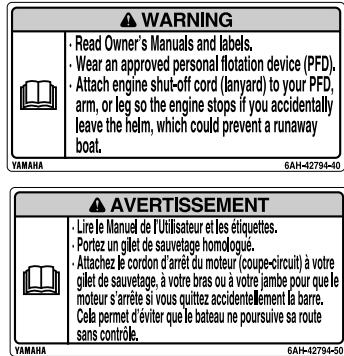 WARNING
· Read Owner's Manuals and labels.
· Wear an approved personal flotation device (PFD).
· Attach engine shut-off cord (lanyard) to your PFD,
arm, or leg so the engine stops if you accidentally
leave the helm, which could prevent a runaway
boat.
YAMAHA 6AH-42794-40
AVERTISSEMENT
· Lire le Manuel de l'Utilisateur et les étiquettes.
· Portez un gilet de sauvetage homologué.
· Attachez le cordon d'arrêt du moteur (coupe-circuit) à votre
gilet de sauvetage, à votre bras ou à votre jambe pour que le
moteur s'arrête si vous quittez accidentellement la barre.
Cela permet d'éviter que le bateau ne poursuive sa route
sans contrôle.
YAMAHA 6AH-42794-50